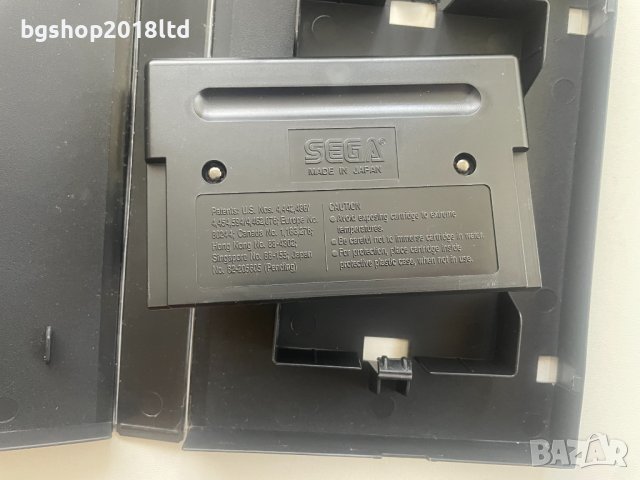 bgshop2018ltd
SEGA
MADE IN JAPAN
Patents: U.S. Nos. 4,442,486/
4,454,594/4,462,076; Europe No.
80244; Canada No. 1,183,276;
Hong Kong No. 88-4302;
Singapore No. 88-155; Japan
No. 82-205605 (Pending)
CAUTION
● Avoid exposing cartridge to extreme
temperatures.
● Be careful not to immerse cartridge in water.
● For protection, place cartridge inside
protective plastic case, when not in use.
BAZAR